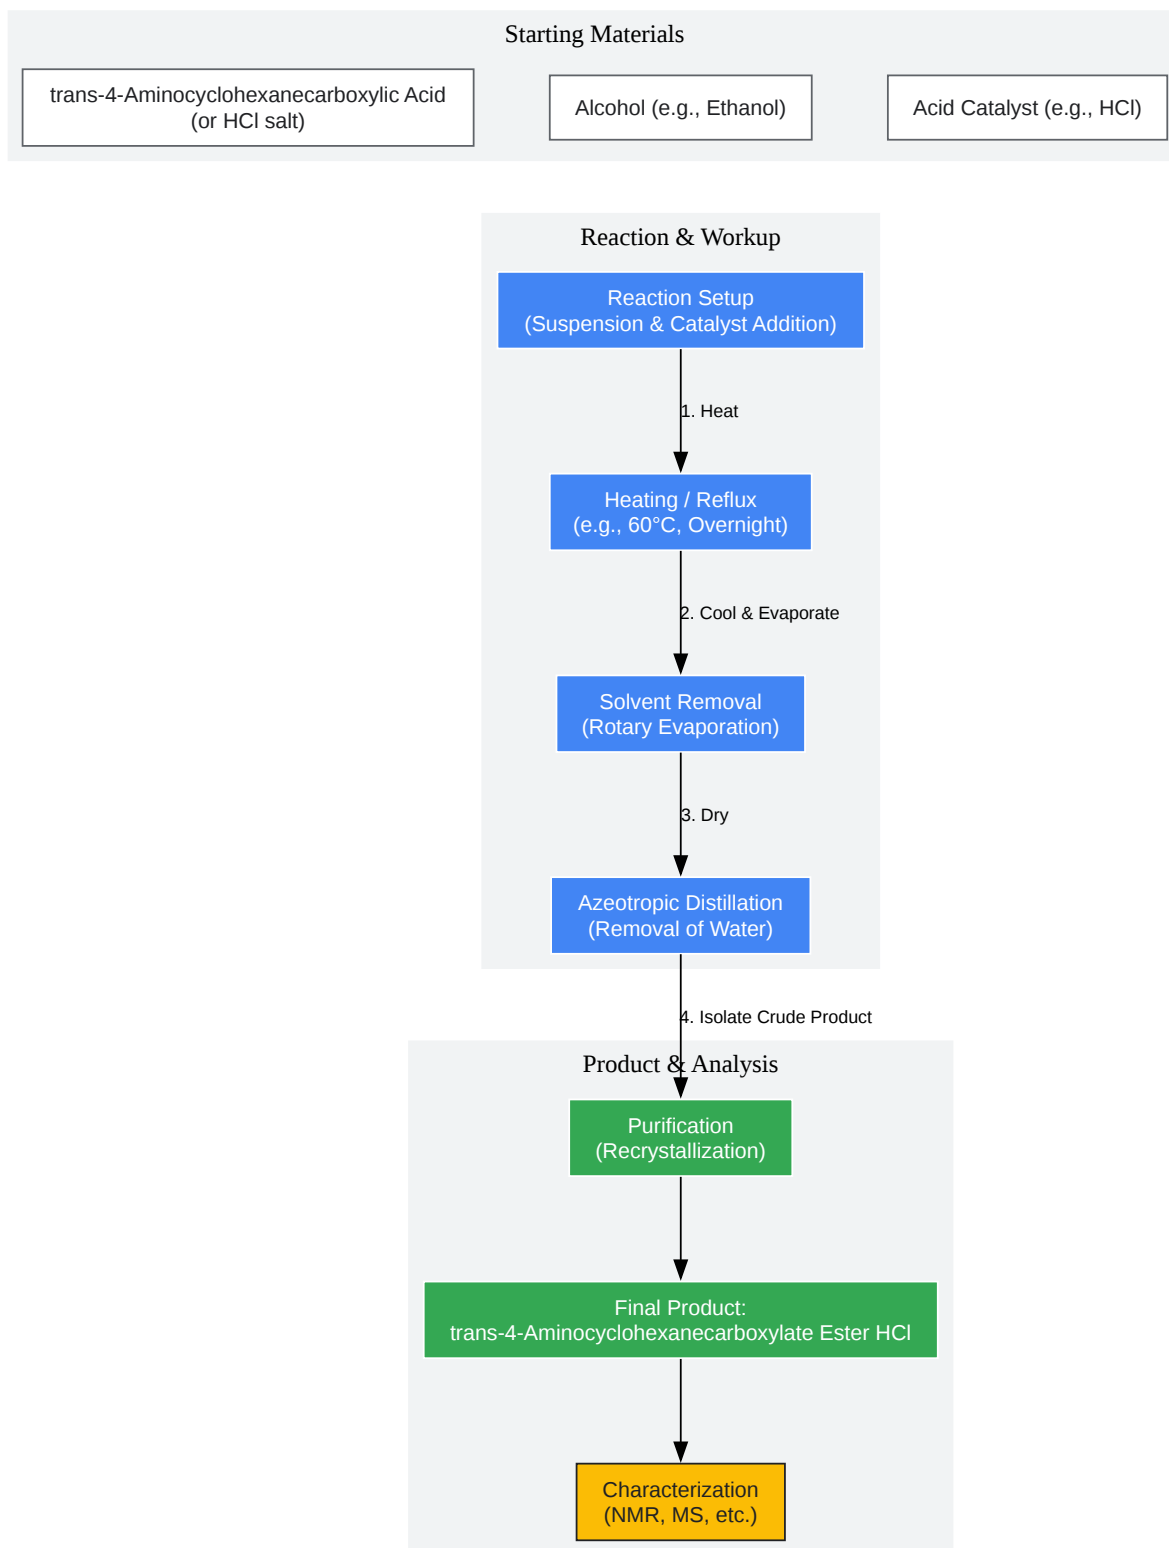 Starting Materials
trans-4-Aminocyclohexanecarboxylic Acid
(or HCl salt)
Alcohol (e.g., Ethanol)
Acid Catalyst (e.g., HCl)
Reaction & Workup
Reaction Setup
(Suspension & Catalyst Addition)
1. Heat
Heating / Reflux
(e.g., 60°C, Overnight)
2. Cool & Evaporate
Solvent Removal
(Rotary Evaporation)
3. Dry
Azeotropic Distillation
(Removal of Water)
4. Isolate Crude Product
Product & Analysis
Purification
(Recrystallization)
Final Product:
trans-4-Aminocyclohexanecarboxylate Ester HCl
Characterization
(NMR, MS, etc.)